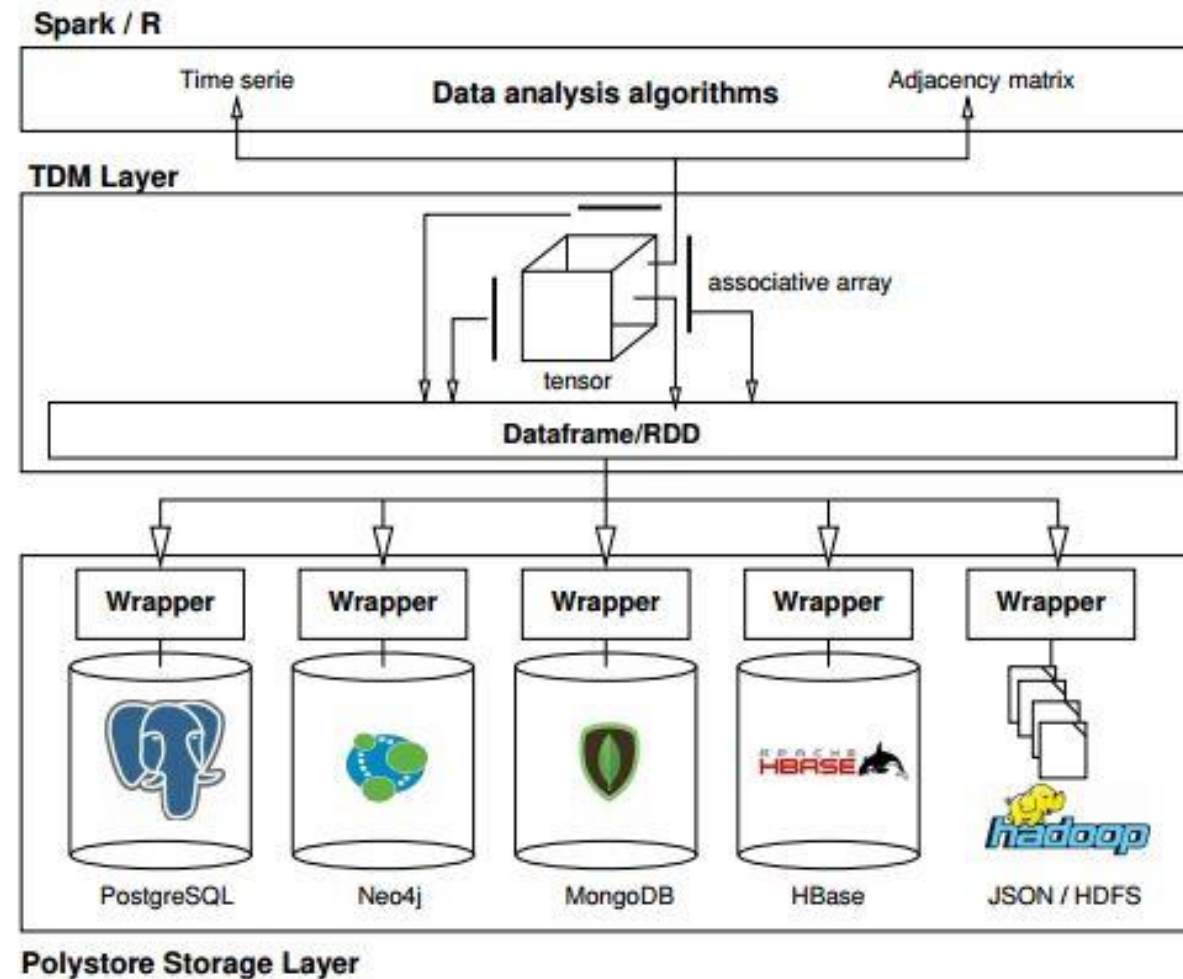 Spark / R
Time serie
Data analysis algorithms
Adjacency matrix
TDM Layer
associative array
tensor
Dataframe/RDD
Wrapper
Wrapper
Wrapper
Wrapper
Wrapper
APACHE
HBASE
hadoop
PostgreSQL
Neo4j
MongoDB
HBase
JSON / HDFS
Polystore Storage Layer